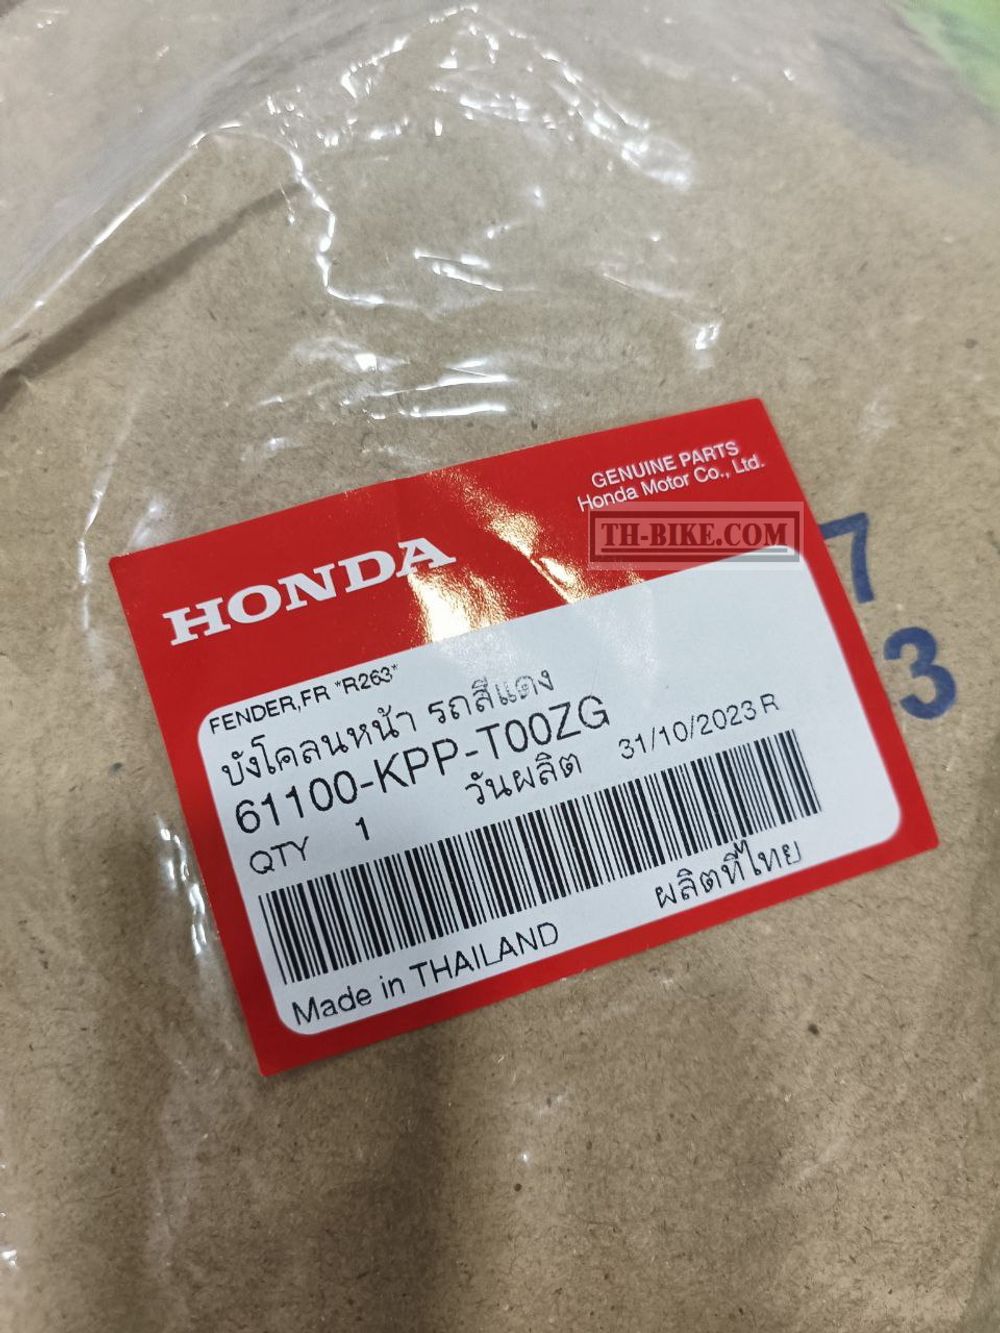 GENUINE PARTS
Honda Motor Co., Ltd.
TH-BIKE.COM
HONDA
7
3
FENDER,FR *R263*
บังโคลนหน้า รถสีแดง
61100-KPP-T00ZG
QTY 1 วันผลิต 31/10/2023 R
Made in THAILAND ผลิตที่ไทย